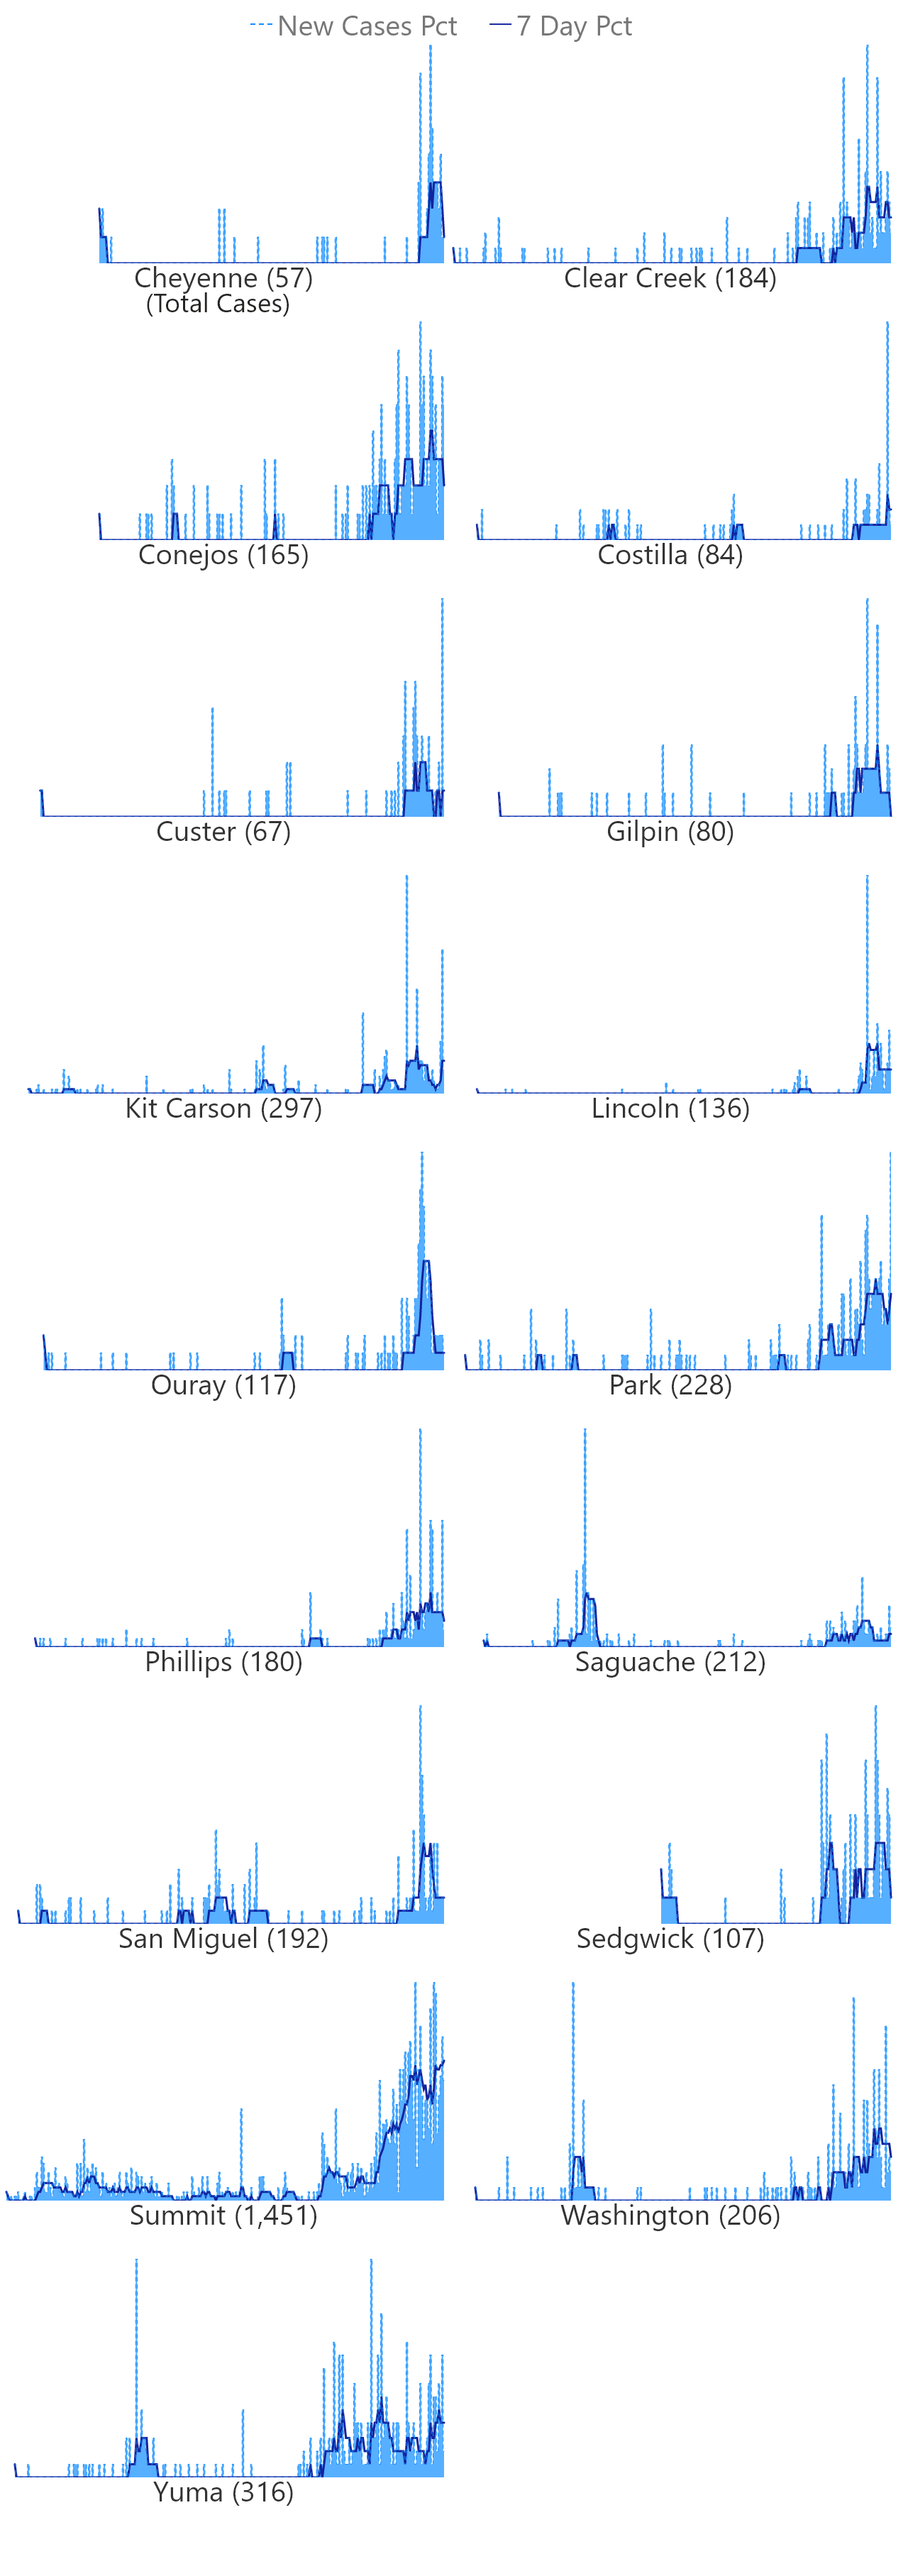 New Cases Pct 7 Day Pct
Cheyenne (57) Clear Creek (184)
(Total Cases)
Conejos (165) Costilla (84)
Custer (67) Gilpin (80)
Kit Carson (297) Lincoln (136)
Ouray (117) Park (228)
Phillips (180) Saguache (212)
San Miguel (192) Sedgwick (107)
Summit (1,451) Washington (206)
Yuma (316)